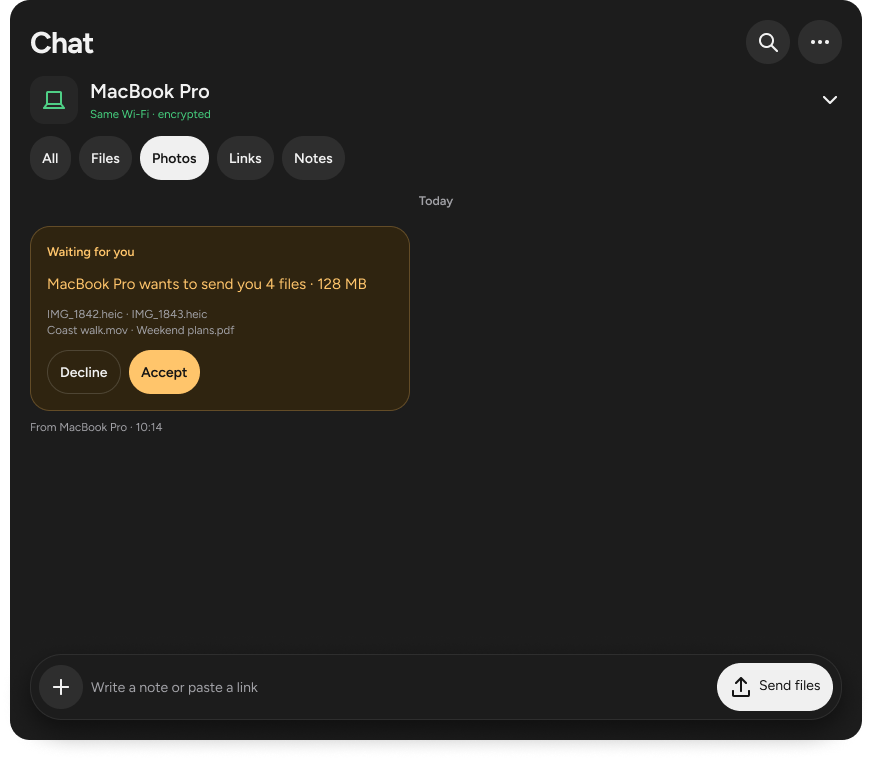 Chat
MacBook Pro
Same Wi-Fi · encrypted
All Files Photos Links Notes
Today
Waiting for you
MacBook Pro wants to send you 4 files · 128 MB
IMG_1842.heic · IMG_1843.heic
Coast walk.mov · Weekend plans.pdf
Decline Accept
From MacBook Pro · 10:14
Write a note or paste a link Send files